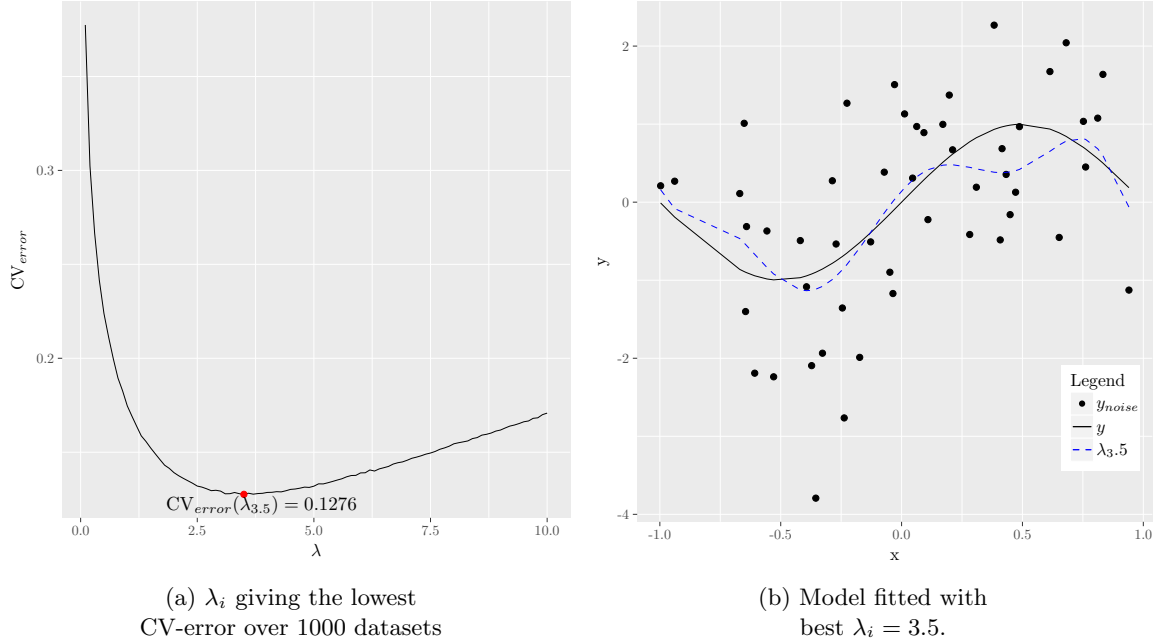 0.3
0.2
CV_error
CV_error(λ_3.5) = 0.1276
0.0 2.5 5.0 7.5 10.0
λ
(a) λ_i giving the lowest
CV-error over 1000 datasets
2
0
-2
-4
y
Legend
y_noise
y
λ_3.5
-1.0 -0.5 0.0 0.5 1.0
x
(b) Model fitted with
best λ_i = 3.5.